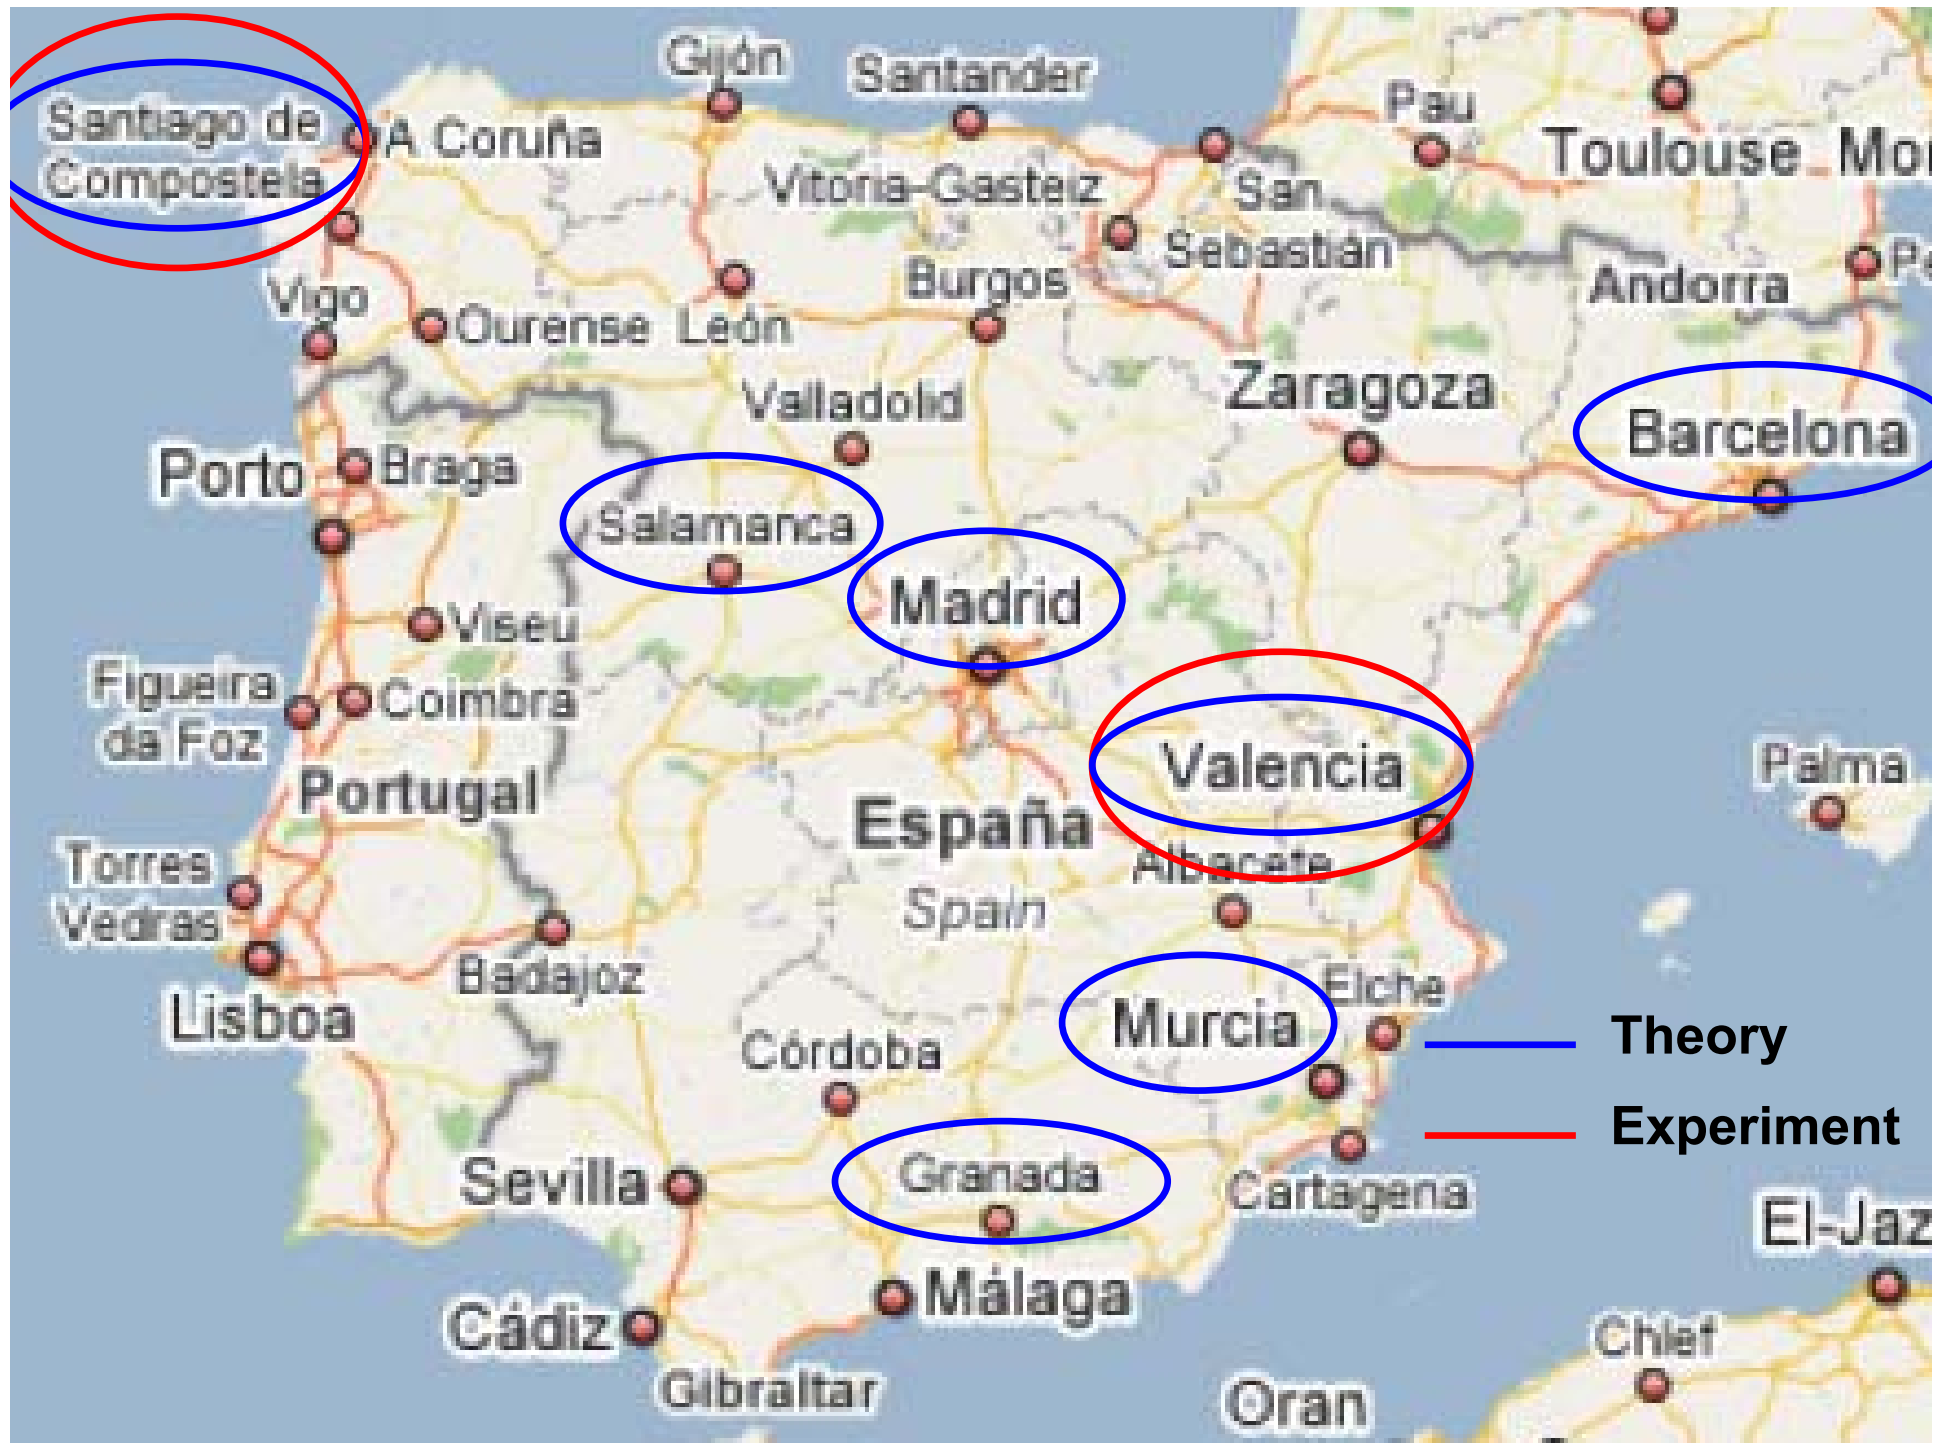 Gijón
Santander
Santiago de
Compostela
A Coruña
Pau
Toulouse
Vitoria-Gasteiz
San
Sebastián
Vigo
Ourense
León
Burgos
Andorra
Zaragoza
Barcelona
Valladolid
Porto
Braga
Salamanca
Madrid
Viseu
Figueira
da Foz
Coimbra
Valencia
Palma
Portugal
España
Spain
Albacete
Torres
Vedras
Badajoz
Lisboa
Elche
Murcia
Theory
Córdoba
Experiment
Sevilla
Granada
Cartagena
El-Jaz
Málaga
Cádiz
Gibraltar
Chlef
Oran